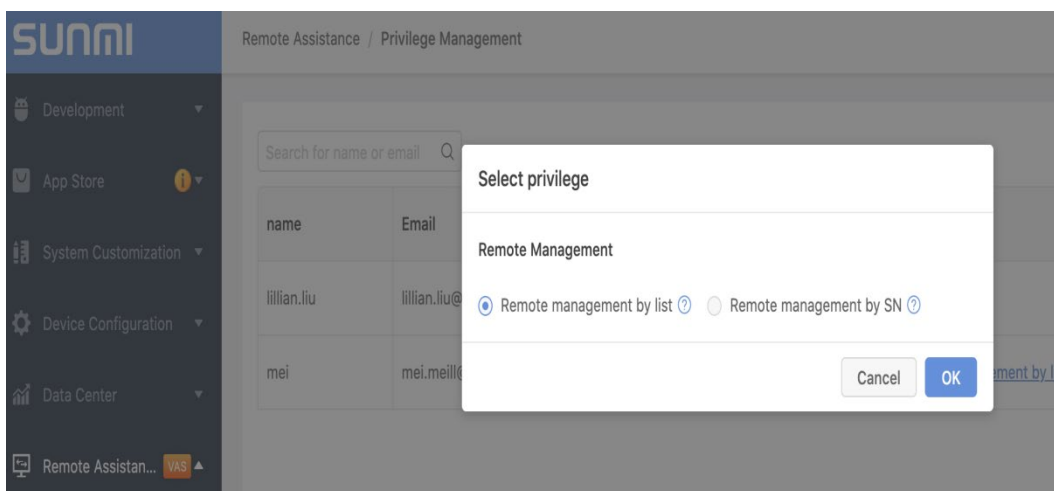 SUNMI
Remote Assistance / Privilege Management
Development
App Store
System Customization
Device Configuration
Data Center
Remote Assistan... VAS
Search for name or email
name Email
lillian.liu lillian.liu@
mei mei.meill@
Select privilege
Remote Management
Remote management by list ? Remote management by SN ?
Cancel OK
ement by l